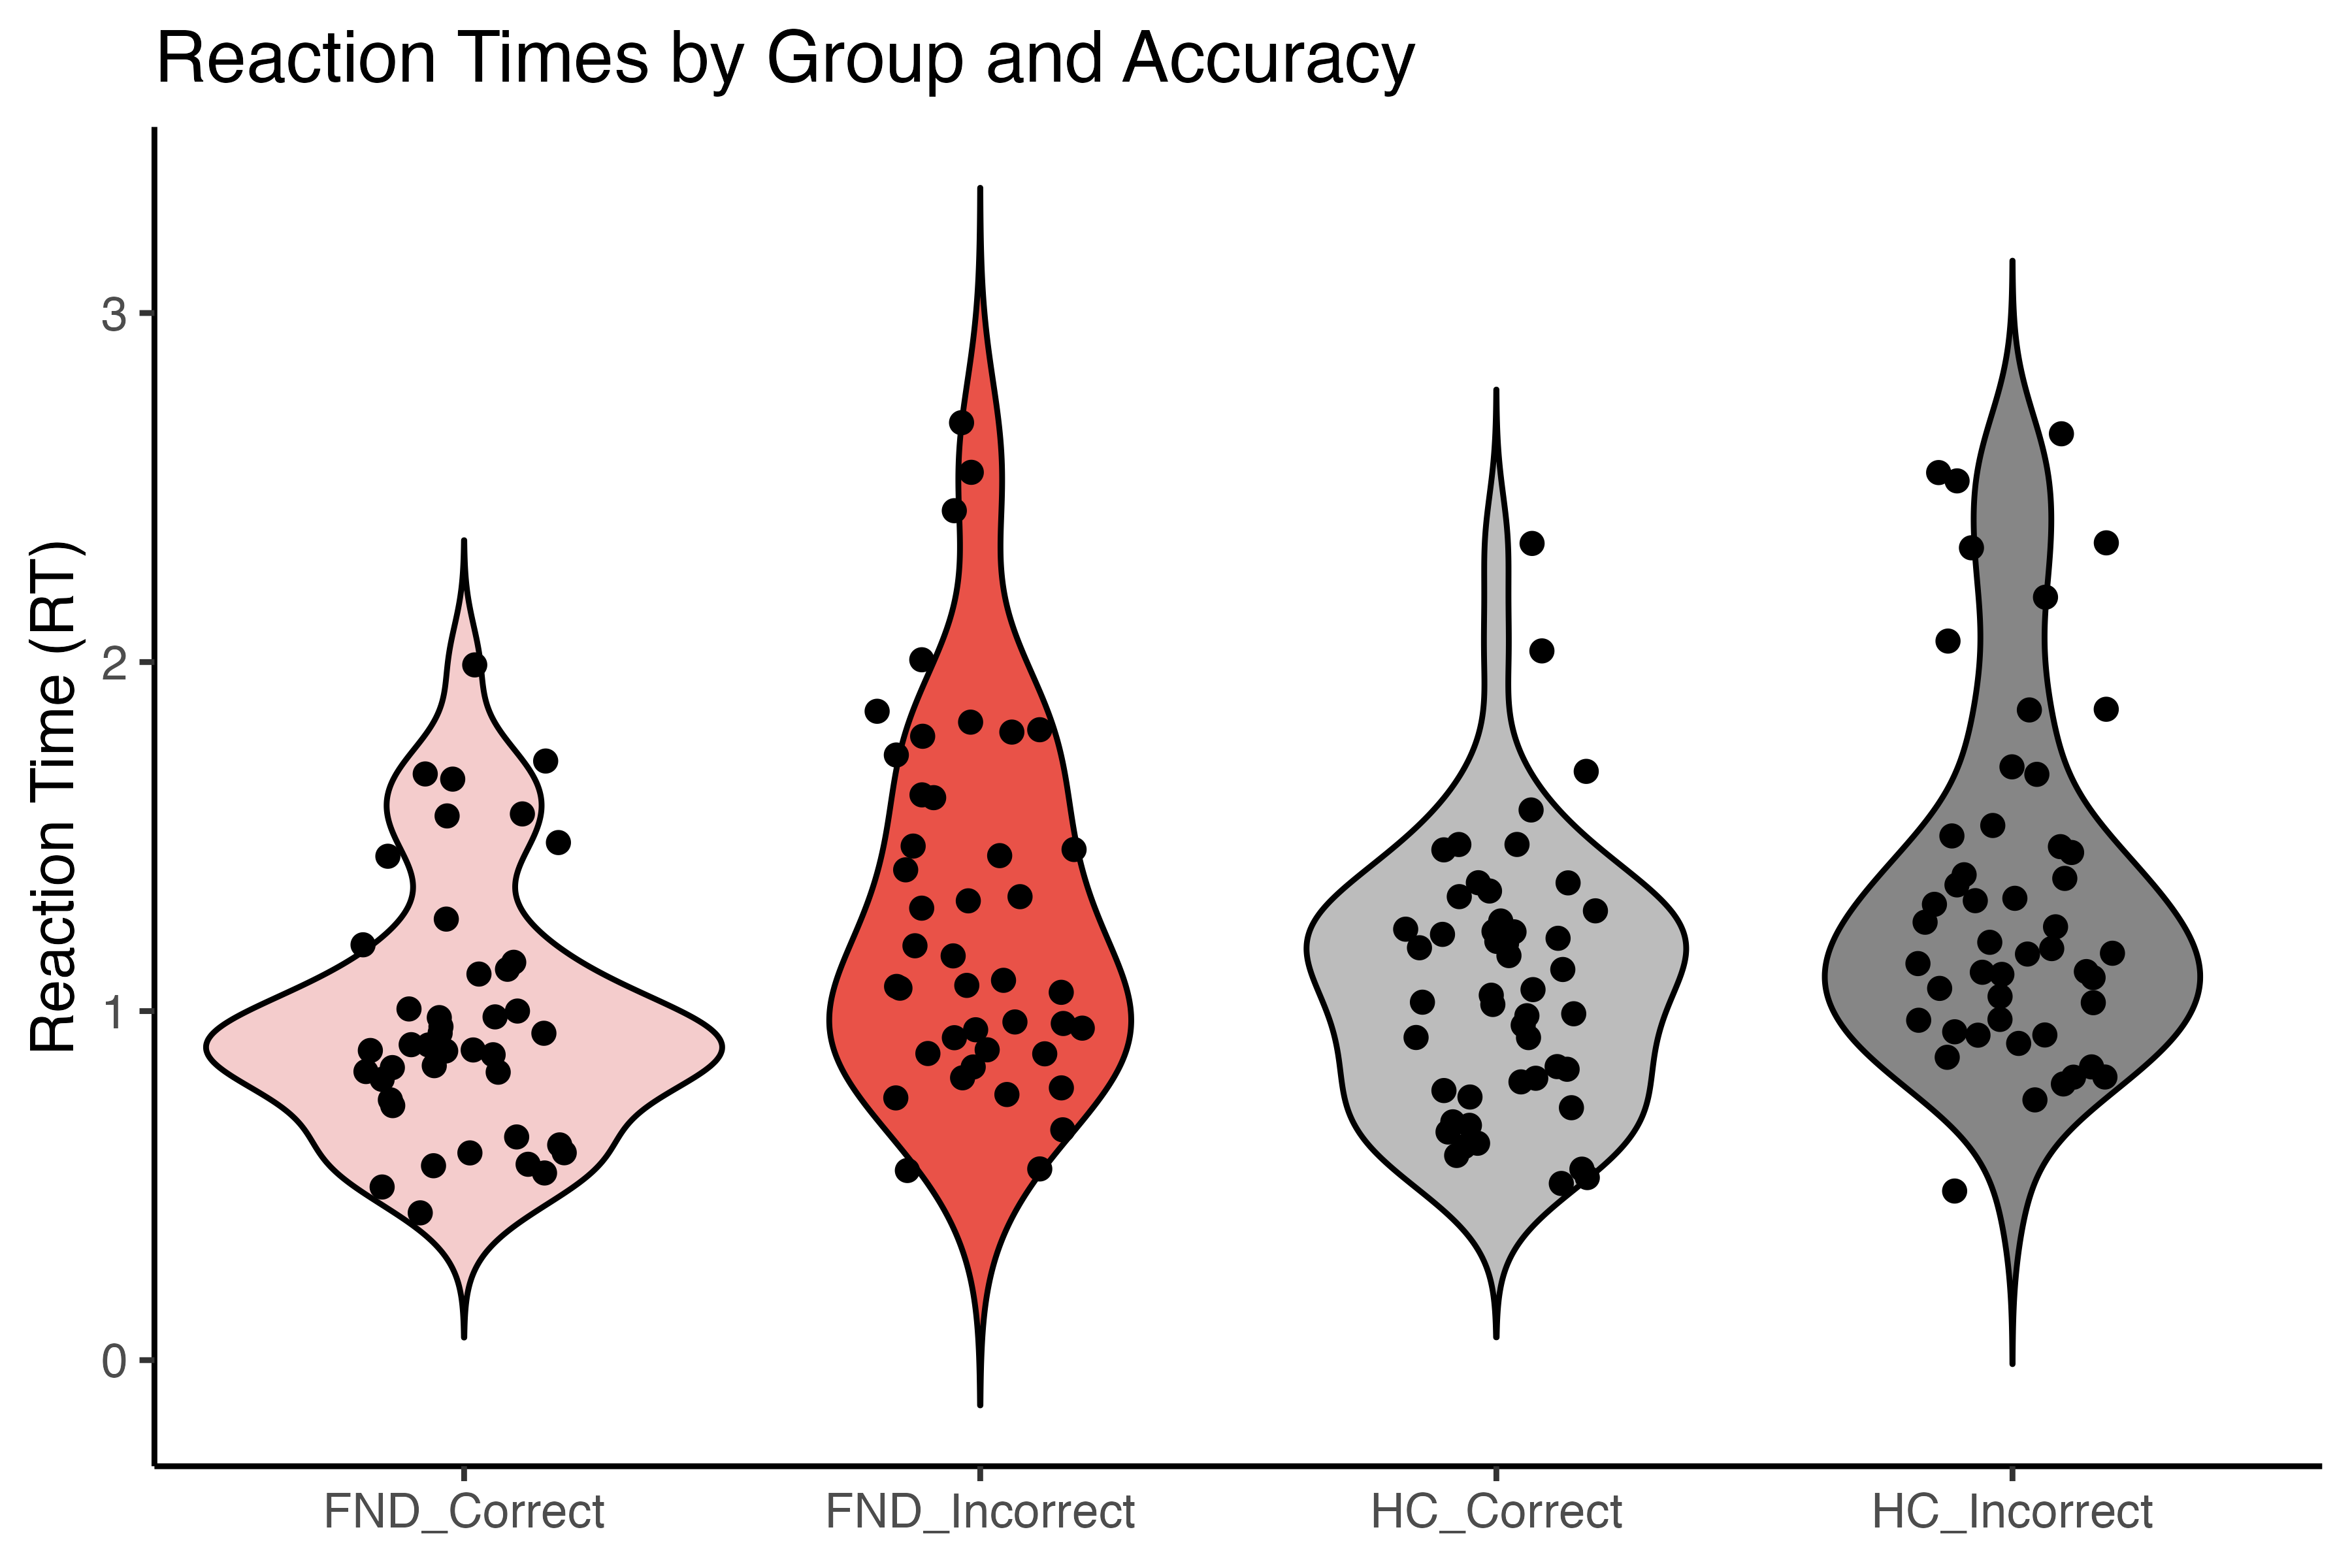 Reaction Times by Group and Accuracy
Reaction Time (RT)
3
2
1
0
FND_Correct
FND_Incorrect
HC_Correct
HC_Incorrect